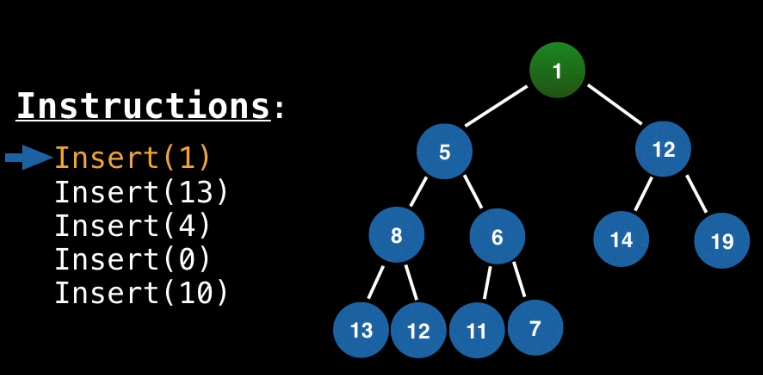 Instructions:
Insert(1)
Insert(13)
Insert(4)
Insert(0)
Insert(10)
1
5 12
8 6 14 19
13 12 11 7